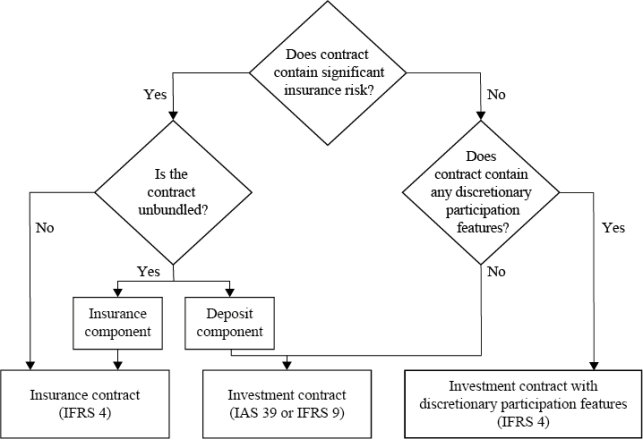 Does contract
contain significant
insurance risk?
Yes
No
Is the
contract
unbundled?
Does
contract contain
any discretionary
participation
features?
No
Yes
Yes
No
Insurance
component
Deposit
component
Insurance contract
(IFRS 4)
Investment contract
(IAS 39 or IFRS 9)
Investment contract with
discretionary participation features
(IFRS 4)